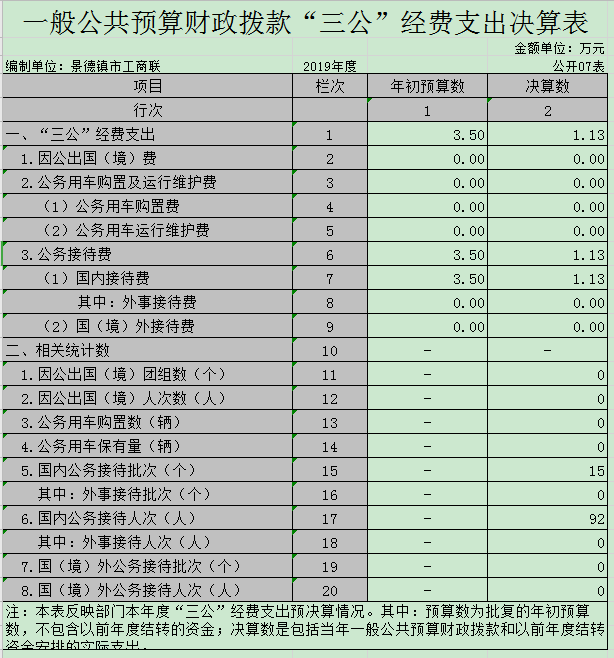 一般公共预算财政拨款“三公”经费支出决算表
金额单位：万元
编制单位：景德镇市工商联 2019年度 公开07表
项目 栏次 年初预算数 决算数
行次 1 2
一、“三公”经费支出 1 3.50 1.13
1.因公出国（境）费 2 0.00 0.00
2.公务用车购置及运行维护费 3 0.00 0.00
（1）公务用车购置费 4 0.00 0.00
（2）公务用车运行维护费 5 0.00 0.00
3.公务接待费 6 3.50 1.13
（1）国内接待费 7 3.50 1.13
其中：外事接待费 8 0.00 0.00
（2）国（境）外接待费 9 0.00 0.00
二、相关统计数 10 - -
1.因公出国（境）团组数（个） 11 - 0
2.因公出国（境）人次数（人） 12 - 0
3.公务用车购置数（辆） 13 - 0
4.公务用车保有量（辆） 14 - 0
5.国内公务接待批次（个） 15 - 15
其中：外事接待批次（个） 16 - 0
6.国内公务接待人次（人） 17 - 92
其中：外事接待人次（人） 18 - 0
7.国（境）外公务接待批次（个） 19 - 0
8.国（境）外公务接待人次（人） 20 - 0
注：本表反映部门本年度“三公”经费支出预决算情况。其中：预算数为批复的年初预算
数，不包含以前年度结转的资金；决算数是包括当年一般公共预算财政拨款和以前年度结转
资金安排的实际支出。